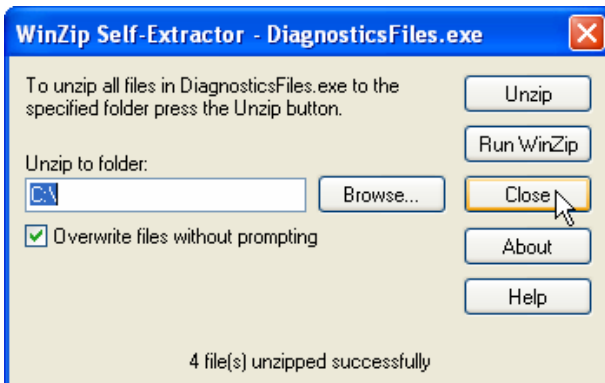 WinZip Self-Extractor - DiagnosticsFiles.exe
To unzip all files in DiagnosticsFiles.exe to the
specified folder press the Unzip button.
Unzip
Run WinZip
Unzip to folder:
C:\
Browse...
Close
Overwrite files without prompting
About
Help
4 file(s) unzipped successfully